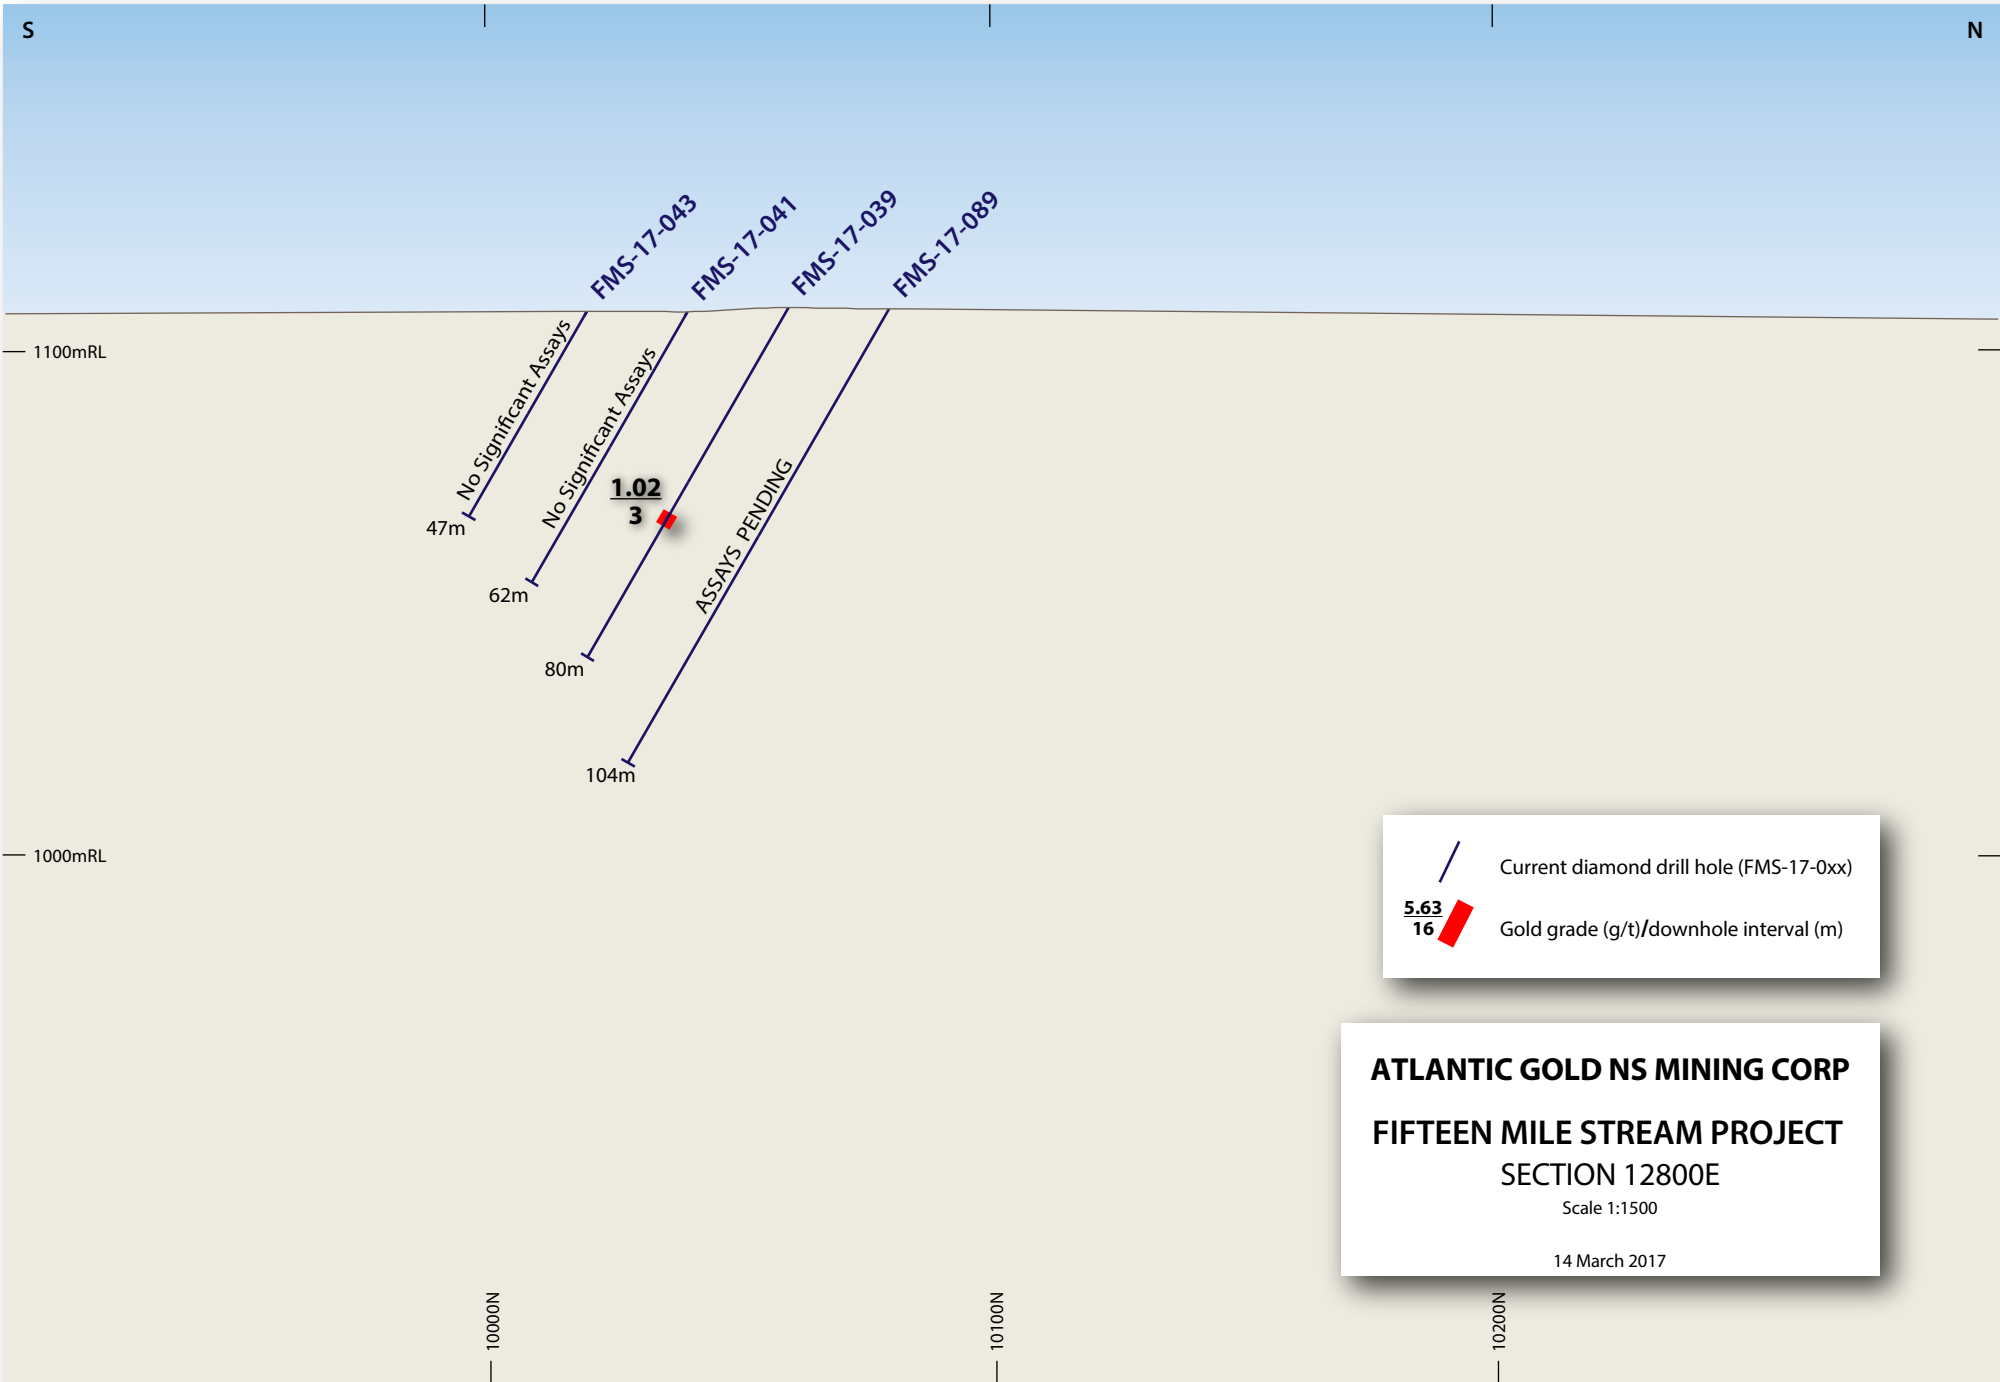 S
N
FMS-17-043
FMS-17-041
FMS-17-039
FMS-17-089
1100mRL
No Significant Assays
No Significant Assays
ASSAYS PENDING
1.02
3
47m
62m
80m
104m
1000mRL
Current diamond drill hole (FMS-17-0xx)
5.63
16
Gold grade (g/t)/downhole interval (m)
ATLANTIC GOLD NS MINING CORP
FIFTEEN MILE STREAM PROJECT
SECTION 12800E
Scale 1:1500
14 March 2017
10000N
10100N
10200N